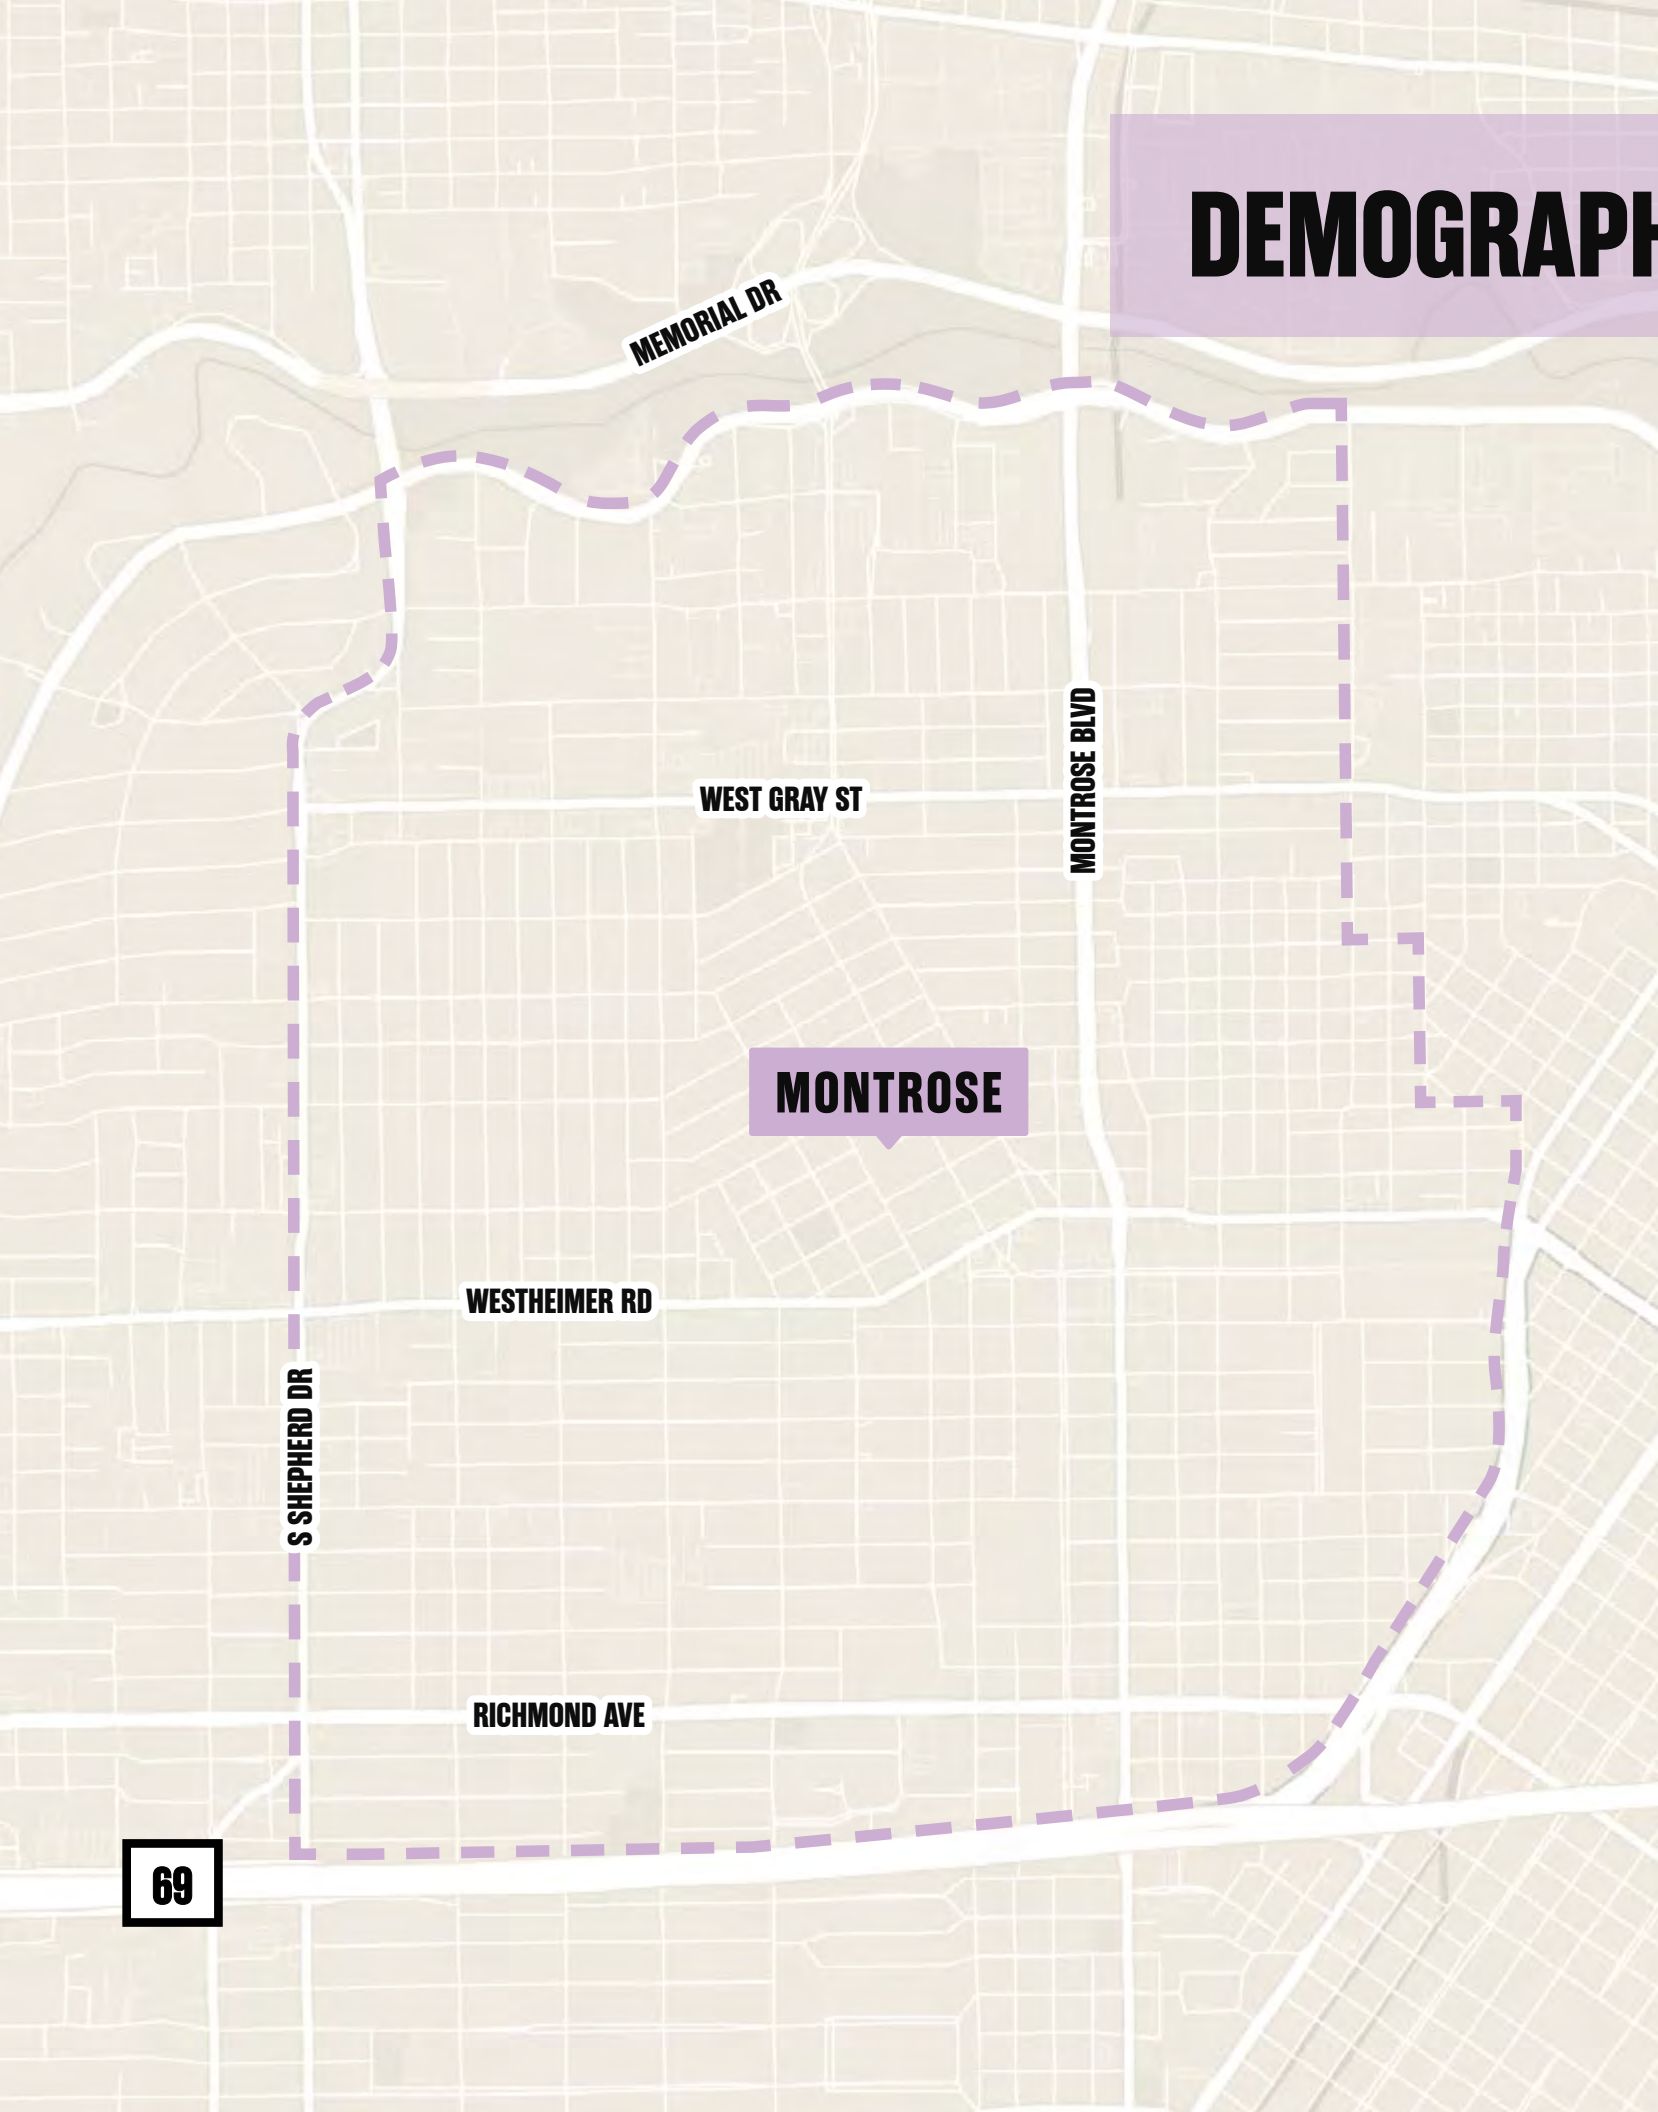 DEMOGRAPH
MEMORIAL DR
MONTROSE BLVD
WEST GRAY ST
MONTROSE
WESTHEIMER RD
S SHEPHERD DR
RICHMOND AVE
69